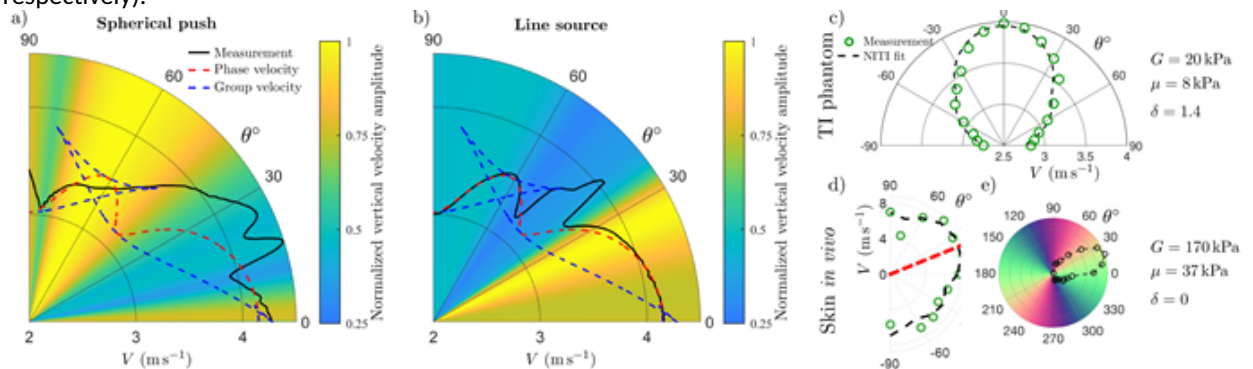 respectively).
a) Spherical push
90
60
θ°
30
0
Measurement
Phase velocity
Group velocity
2 3 4
V (m s⁻¹)
1
0.75
0.5
0.25
Normalized vertical velocity amplitude
b) Line source
90
60
θ°
30
0
2 3 4
V (m s⁻¹)
1
0.75
0.5
0.25
Normalized vertical velocity amplitude
c)
TI phantom
Measurement
NITI fit
0
-30 30
θ°
-60 60
-90
2.5 3 3.5 4
V (m s⁻¹)
G = 20 kPa
μ = 8 kPa
δ = 1.4
d)
Skin in vivo
90
60
θ°
8
4
0
V (m s⁻¹)
-60
-90
e)
90
120 60
θ°
150 30
180 0
210 330
240 300
270
G = 170 kPa
μ = 37 kPa
δ = 0